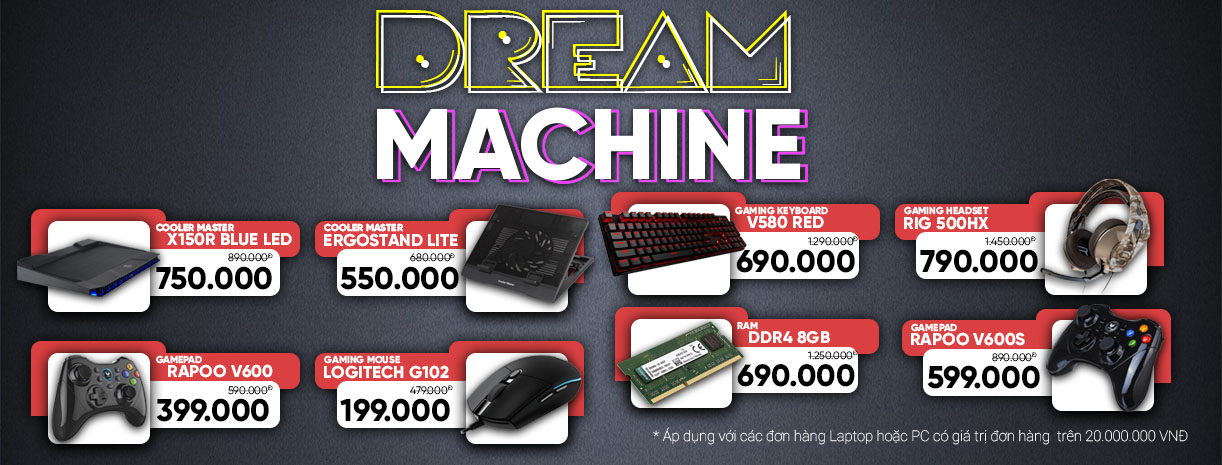 DREAM
MACHINE
COOLER MASTER
X150R BLUE LED
890.000Đ
750.000
COOLER MASTER
ERGOSTAND LITE
680.000Đ
550.000
GAMING KEYBOARD
V580 RED
1.290.000Đ
690.000
GAMING HEADSET
RIG 500HX
1.450.000Đ
790.000
GAMEPAD
RAPOO V600
590.000Đ
399.000
GAMING MOUSE
LOGITECH G102
479.000Đ
199.000
RAM
DDR4 8GB
1.250.000Đ
690.000
GAMEPAD
RAPOO V600S
890.000Đ
599.000
* Áp dụng với các đơn hàng Laptop hoặc PC có giá trị đơn hàng trên 20.000.000 VNĐ